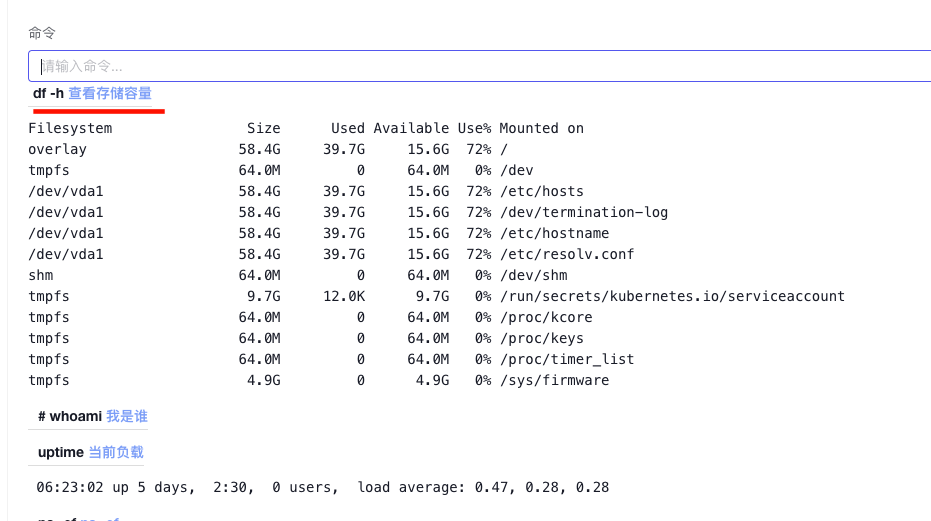 命令
请输入命令...
df -h 查看存储容量
Filesystem Size Used Available Use% Mounted on
overlay 58.4G 39.7G 15.6G 72% /
tmpfs 64.0M 0 64.0M 0% /dev
/dev/vda1 58.4G 39.7G 15.6G 72% /etc/hosts
/dev/vda1 58.4G 39.7G 15.6G 72% /dev/termination-log
/dev/vda1 58.4G 39.7G 15.6G 72% /etc/hostname
/dev/vda1 58.4G 39.7G 15.6G 72% /etc/resolv.conf
shm 64.0M 0 64.0M 0% /dev/shm
tmpfs 9.7G 12.0K 9.7G 0% /run/secrets/kubernetes.io/serviceaccount
tmpfs 64.0M 0 64.0M 0% /proc/kcore
tmpfs 64.0M 0 64.0M 0% /proc/keys
tmpfs 64.0M 0 64.0M 0% /proc/timer_list
tmpfs 4.9G 0 4.9G 0% /sys/firmware
# whoami 我是谁
uptime 当前负载
06:23:02 up 5 days, 2:30, 0 users, load average: 0.47, 0.28, 0.28